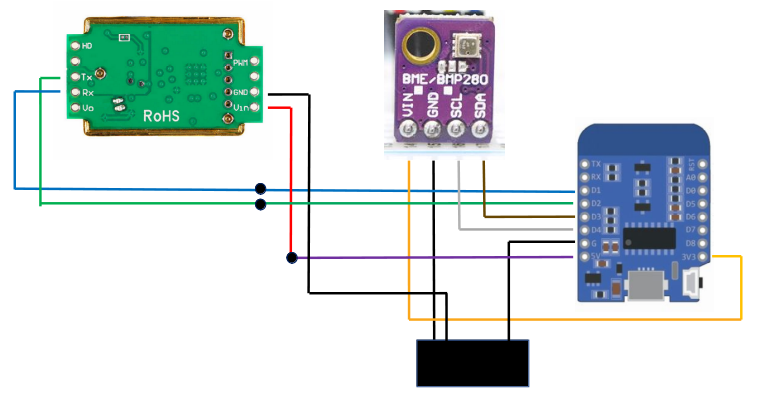 HD
PWM
Tx
Rx
GND
Vo
Vin
RoHS
BME/BMP280
VIN
GND
SCL
SDA
TX
RST
RX
A0
D1
D0
D2
D5
D3
D6
D4
D7
G
D8
5V
3V3